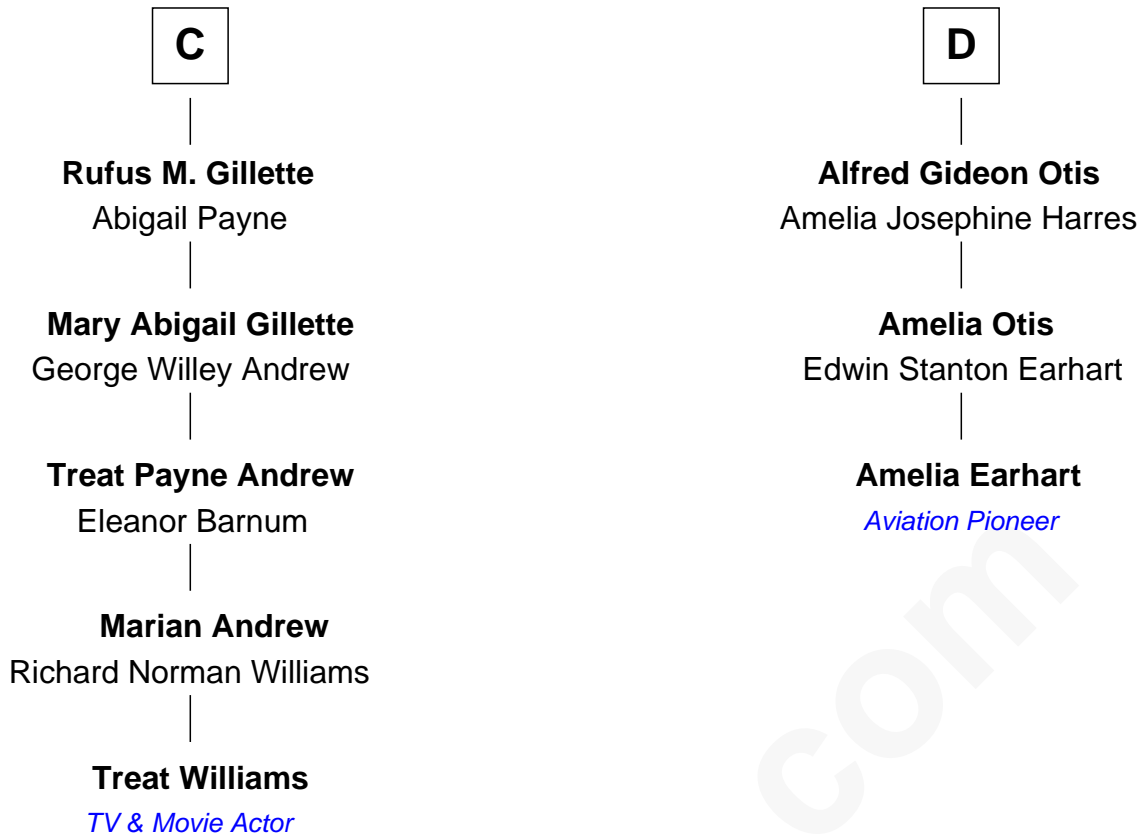 C
Rufus M. Gillette
Abigail Payne
Mary Abigail Gillette
George Willey Andrew
Treat Payne Andrew
Eleanor Barnum
Marian Andrew
Richard Norman Williams
Treat Williams
TV & Movie Actor
D
Alfred Gideon Otis
Amelia Josephine Harres
Amelia Otis
Edwin Stanton Earhart
Amelia Earhart
Aviation Pioneer
com